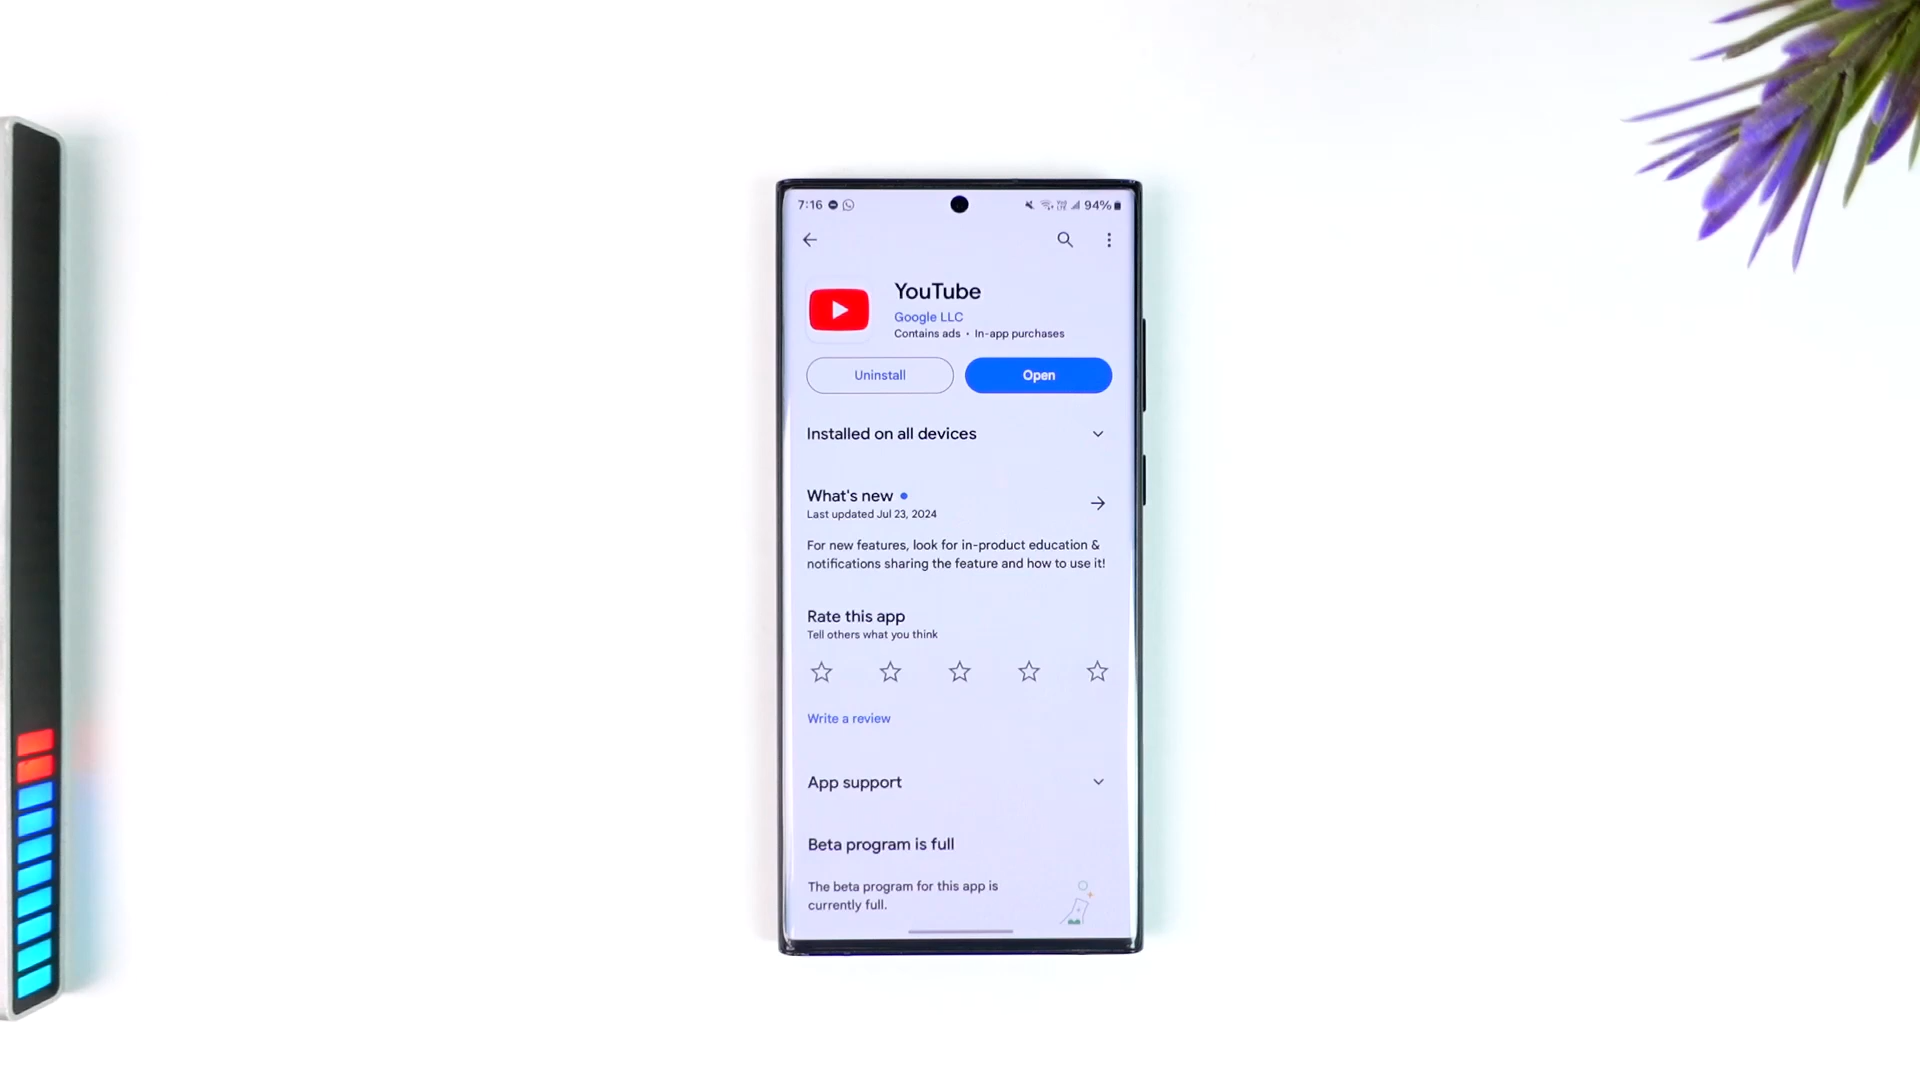 7:16 94%
YouTube
Google LLC
Contains ads • In-app purchases
Uninstall Open
Installed on all devices
What's new
Last updated Jul 23, 2024
For new features, look for in-product education &
notifications sharing the feature and how to use it!
Rate this app
Tell others what you think
Write a review
App support
Beta program is full
The beta program for this app is
currently full.